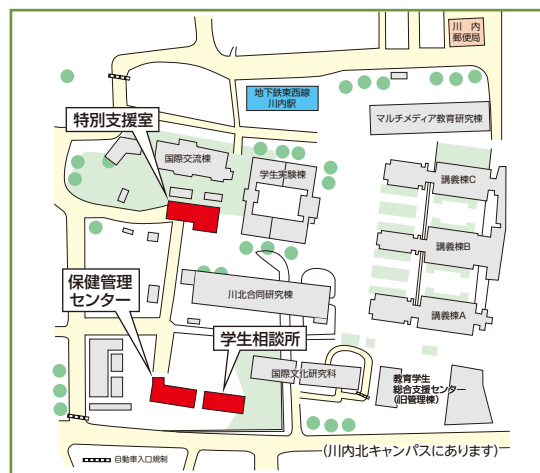 川内
郵便局
地下鉄東西線
川内駅
特別支援室
マルチメディア教育研究棟
国際交流棟
学生実験棟
講義棟C
講義棟B
保健管理
センター
川北合同研究棟
講義棟A
学生相談所
国際文化研究科
教育学生
総合支援センター
(旧管理棟)
(川内北キャンパスにあります)
自動車入口規制